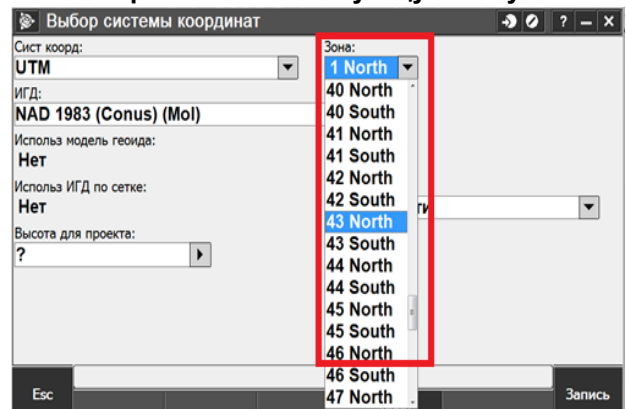 Выбор системы координат
? – X
Сист коорд:
UTM
Зона:
1 North
ИГД:
NAD 1983 (Conus) (Mol)
Использ модель геоида:
Нет
Использ ИГД по сетке:
Нет
Высота для проекта:
?
40 North
40 South
41 North
41 South
42 North
42 South
43 North
43 South
44 North
44 South
45 North
45 South
46 North
46 South
47 North
Esc
Запись